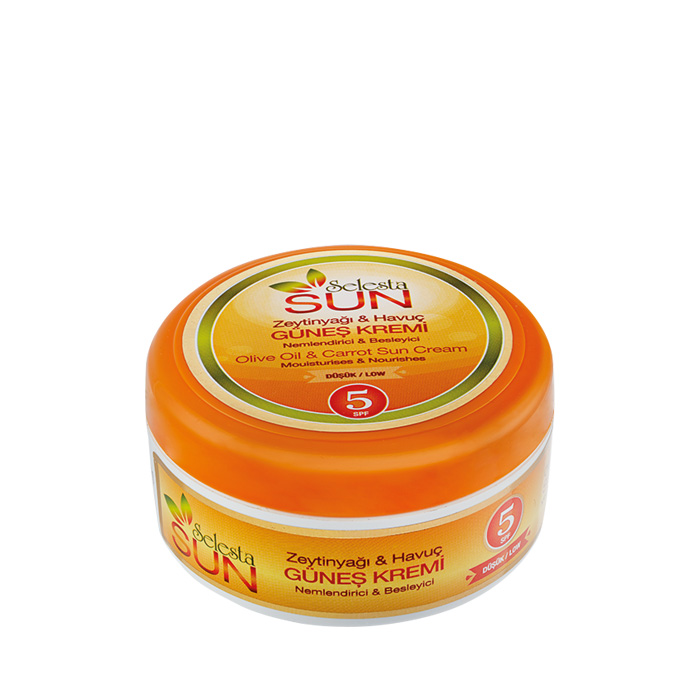 Selesta
SUN
Zeytinyağı & Havuç
GÜNEŞ KREMİ
Nemlendirici & Besleyici
Olive Oil & Carrot Sun Cream
Mouisturises & Nourishes
DÜŞÜK / LOW
5
SPF
Selesta
SUN
Zeytinyağı & Havuç
GÜNEŞ KREMİ
Nemlendirici & Besleyici
5
SPF
DÜŞÜK / LOW